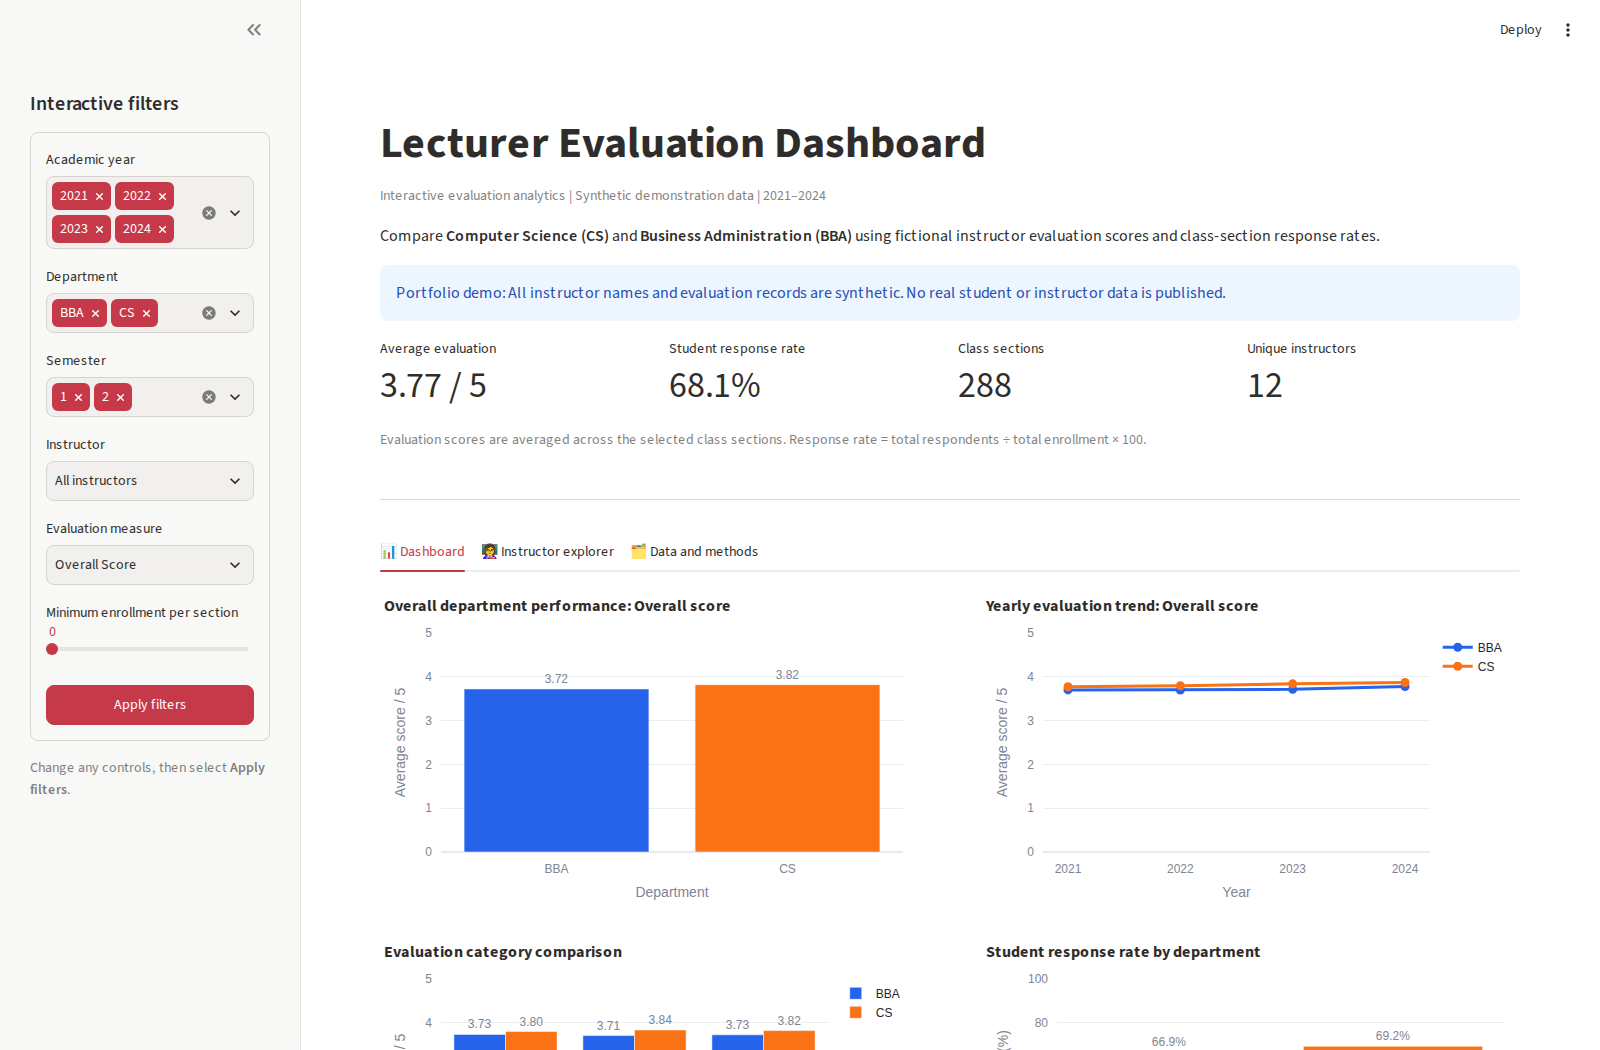 Deploy
Interactive filters
Academic year
2021 2022
2023 2024
Department
BBA CS
Semester
1 2
Instructor
All instructors
Evaluation measure
Overall Score
Minimum enrollment per section
0
Apply filters
Change any controls, then select Apply
filters.
Lecturer Evaluation Dashboard
Interactive evaluation analytics | Synthetic demonstration data | 2021–2024
Compare Computer Science (CS) and Business Administration (BBA) using fictional instructor evaluation scores and class-section response rates.
Portfolio demo: All instructor names and evaluation records are synthetic. No real student or instructor data is published.
Average evaluation
3.77 / 5
Student response rate
68.1%
Class sections
288
Unique instructors
12
Evaluation scores are averaged across the selected class sections. Response rate = total respondents ÷ total enrollment × 100.
Dashboard Instructor explorer Data and methods
Overall department performance: Overall score
5
4
3
2
1
0
Average score / 5
3.72
3.82
BBA CS
Department
Yearly evaluation trend: Overall score
5
4
3
2
1
0
Average score / 5
2021 2022 2023 2024
Year
BBA
CS
Evaluation category comparison
5
4
/ 5
3.73 3.80 3.71 3.84 3.73 3.82
BBA
CS
Student response rate by department
100
80
(%)
66.9%
69.2%